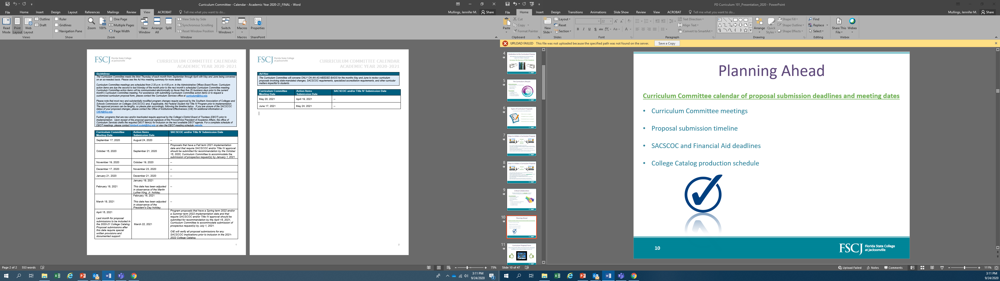 Curriculum Committee - Calendar - Academic Year 2020-21_FINAL - Word
File Home Insert Design Layout References Mailings Review View ACROBAT Tell me what you want to do... Mullings, Jennifer M. Share
Read Mode
Print Layout
Web Layout
Outline
Draft
Views
Ruler
Gridlines
Navigation Pane
Show
Zoom
100%
One Page
Multiple Pages
Page Width
Zoom
New Window
Arrange All
Split
View Side by Side
Synchronous Scrolling
Reset Window Position
Window
Switch Windows
Macros
Macros
Properties
SharePoint
FSCJ Florida State College at Jacksonville
CURRICULUM COMMITTEE CALENDAR
ACADEMIC YEAR 2020-2021
Guidelines
The Curriculum Committee meets the third Thursday of each month from September through April with May and June being convened
on an as-needed basis. Please see the Ad Hoc meeting summary for more details.
Curriculum Committee meetings are scheduled from 2:30 p.m. to 4:00 p.m. in the Administrative Offices Board Room. Curriculum
action items are due the second to last Monday of the month prior to the next month's scheduled Curriculum Committee meeting.
Curriculum Committee action items will be communicated electronically no fewer than five (5) business days prior to the current
month's Curriculum Committee meeting. For assistance with submitting Curriculum Committee action items or to request a
customized curriculum proposal form, please contact the Curriculum Services office at curriculum@fscj.edu.
Please note that most new and substantially modified program changes require approval by the Southern Association of Colleges and
Schools Commission on Colleges (SACSCOC) and, if applicable, the Federal Student Aid Title IV Program prior to implementation.
The approval process can be lengthy, so please plan accordingly, following the timeline below. If you are unsure of the SACSCOC
status of your proposed changes, please contact the Office of Institutional Effectiveness (OIE) for additional information at
OIEA@fscj.edu.
Further, programs that are new and/or inactivated require approval by the College's District Board of Trustees (DBOT) prior to
implementation. Upon receipt of the proposal approval signature of the Provost/Vice President of Academic Affairs, the office of
Curriculum Services drafts the required DBOT item(s) for inclusion on the next available DBOT agenda. For a complete schedule of
DBOT meetings, please contact kimberli.sodek@fscj.edu or view the DBOT meeting schedule website.
Curriculum Committee Meeting Date
Action Items Submission Date
SACSCOC and/or Title IV Submission Date
September 17, 2020 August 24, 2020 --
October 15, 2020 September 21, 2020
Proposals that have a Fall term 2021 implementation
date and that require SACSCOC and/or Title IV approval
should be submitted for recommendation by the October
15, 2020, Curriculum Committee to accommodate the
submission of prospectus request(s) by January 1, 2021.
November 19, 2020 October 19, 2020 --
December 17, 2020 November 23, 2020 --
January 21, 2020 December 21, 2020 --
February 18, 2021
January 19, 2021
This date has been adjusted
in observance of the Martin
Luther King, Jr. holiday.
--
March 18, 2021
February 16, 2021
This date has been adjusted
in observance of the
President's Day holiday.
--
April 15, 2021
Last month for proposal
submissions to be included in
the 2020-21 College Catalog.
Proposal submissions after
this date require special
written provisions and
documented support.
March 22, 2021
Program proposals that have a Spring term 2022 and/or
a Summer term 2022 implementation date and that
require SACSCOC and/or Title IV approval should be
submitted for recommendation by the April 15, 2021,
Curriculum Committee to accommodate submission of
prospectus request(s) by July 1, 2021.
OIE will verify all proposal submissions for any
SACSCOC implications prior to inclusion in the 2021-
2022 College Catalog.
1
FSCJ Florida State College at Jacksonville
CURRICULUM COMMITTEE CALENDAR
ACADEMIC YEAR 2020-2021
Ad Hoc
The Curriculum Committee will convene ONLY ON AN AS-NEEDED BASIS for the months May and June to review curriculum
proposals involving state-mandated changes, SACSCOC requirements, specialized accreditation requirements, and other curricular
matters impactful to students.
Curriculum Committee Meeting Date
Action Items Submission Date
SACSCOC and/or Title IV Submission Date
May 20, 2021 April 19, 2021 --
June 17, 2021 May 24, 2021 --
2
Page 2 of 2 553 words 75%
3:11 PM
9/24/2020
PD Curriculum 101_Presentation_2020 - PowerPoint
File Home Insert Design Transitions Animations Slide Show Review View ACROBAT Tell me what you want to do... Mullings, Jennifer M. Share
Paste
Cut
Copy
Format Painter
Clipboard
New Slide
Layout
Reset
Section
Slides
22
Font
Text Direction
Align Text
Convert to SmartArt
Paragraph
Arrange
Quick Styles
Shape Fill
Shape Outline
Shape Effects
Drawing
Find
Replace
Select
Editing
Share This File
Webex
Webex
UPLOAD FAILED This file was not uploaded because the specified path was not found on the server. Save a Copy
4
Dedication to the Curriculum Process
5
The Curriculum Lifecycle
6
Types of Curriculum Proposals
7
Steps to Initiate a Curriculum Proposal
8
Steps to Initiate a Curriculum Proposal
9
Critical Collaboration
10
Planning Ahead
11
Curriculum Proposal Form
Planning Ahead
Curriculum Committee calendar of proposal submission deadlines and meeting dates
• Curriculum Committee meetings
• Proposal submission timeline
• SACSCOC and Financial Aid deadlines
• College Catalog production schedule
10
FSCJ Florida State College at Jacksonville
Slide 10 of 47 Upload Failed Notes Comments 111%
3:11 PM
9/24/2020